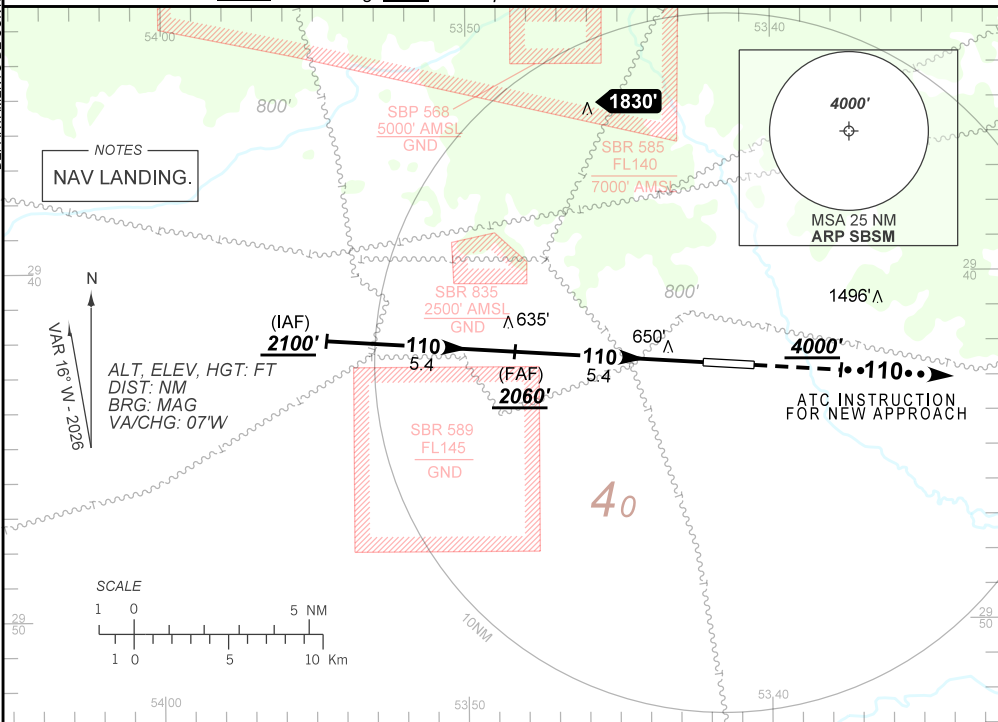 54 00
53 50
53 40
800'
SBP 568
5000' AMSL
GND
1830'
SBR 585
FL140
7000' AMSL
4000'
MSA 25 NM
ARP SBSM
NOTES
NAV LANDING.
29
40
29
40
N
VAR 16° W - 2026
SBR 835
2500' AMSL
GND
635'
800'
1496'
650'
(IAF)
2100'
110
5.4
(FAF)
2060'
110
5.4
4000'
110
ATC INSTRUCTION
FOR NEW APPROACH
ALT, ELEV, HGT: FT
DIST: NM
BRG: MAG
VA/CHG: 07'W
SBR 589
FL145
GND
40
SCALE
1 0 5 NM
1 0 5 10 Km
10NM
29
50
29
50
54 00
53 50
53 40